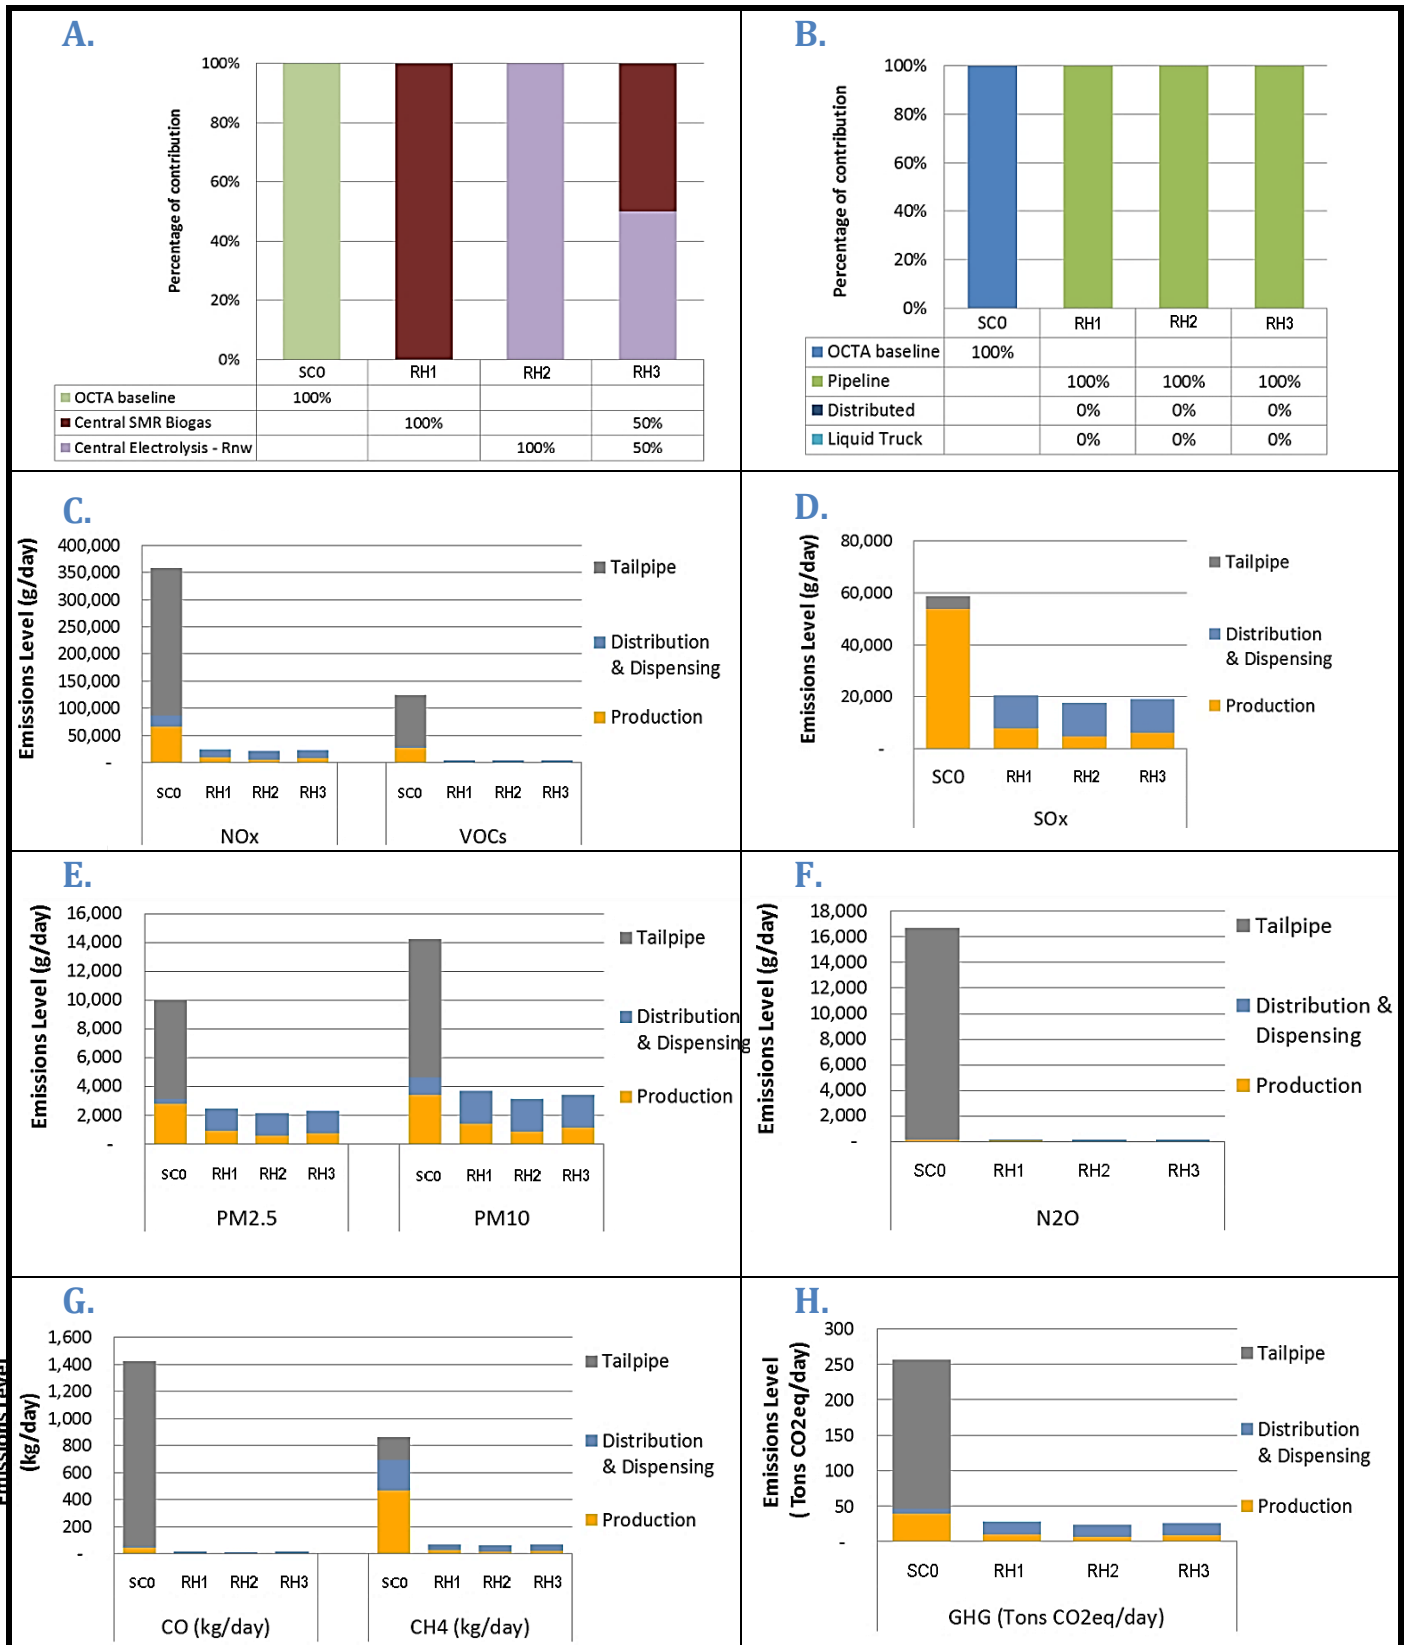 A.
Percentage of contribution
100%
80%
60%
40%
20%
0%
SC0 RH1 RH2 RH3
OCTA baseline 100%
Central SMR Biogas 100% 50%
Central Electrolysis - Rnw 100% 50%
B.
Percentage of contribution
100%
80%
60%
40%
20%
0%
SC0 RH1 RH2 RH3
OCTA baseline 100%
Pipeline 100% 100% 100%
Distributed 0% 0% 0%
Liquid Truck 0% 0% 0%
C.
Emissions Level (g/day)
400,000
350,000
300,000
250,000
200,000
150,000
100,000
50,000
-
SC0 RH1 RH2 RH3 SC0 RH1 RH2 RH3
NOx VOCs
Tailpipe
Distribution
& Dispensing
Production
D.
Emissions Level (g/day)
80,000
60,000
40,000
20,000
-
SC0 RH1 RH2 RH3
SOx
Tailpipe
Distribution
& Dispensing
Production
E.
Emissions Level (g/day)
16,000
14,000
12,000
10,000
8,000
6,000
4,000
2,000
-
SC0 RH1 RH2 RH3 SC0 RH1 RH2 RH3
PM2.5 PM10
Tailpipe
Distribution
& Dispensing
Production
F.
Emissions Level (g/day)
18,000
16,000
14,000
12,000
10,000
8,000
6,000
4,000
2,000
-
SC0 RH1 RH2 RH3
N2O
Tailpipe
Distribution &
Dispensing
Production
G.
Emissions Level
(kg/day)
1,600
1,400
1,200
1,000
800
600
400
200
-
SC0 RH1 RH2 RH3 SC0 RH1 RH2 RH3
CO (kg/day) CH4 (kg/day)
Tailpipe
Distribution
& Dispensing
Production
H.
Emissions Level
( Tons CO2eq/day)
300
250
200
150
100
50
-
SC0 RH1 RH2 RH3
GHG (Tons CO2eq/day)
Tailpipe
Distribution
& Dispensing
Production